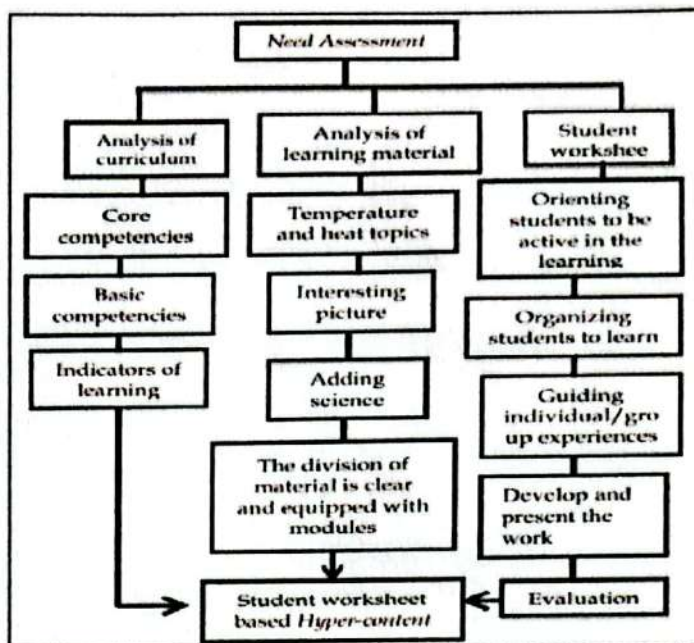 Need Assessment
Analysis of
curriculum
Core
competencies
Basic
competencies
Indicators of
learning
Analysis of
learning material
Temperature
and heat topics
Interesting
picture
Adding
science
The division of
material is clear
and equipped with
modules
Student
workshee
Orienting
students to be
active in the
learning
Organizing
students to learn
Guiding
individual/gro
up experiences
Develop and
present the
work
Evaluation
Student worksheet
based Hyper-content